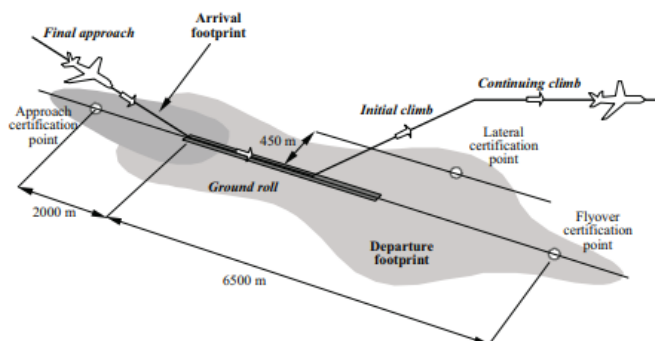 Final approach
Arrival
footprint
Continuing climb
Approach
certification
point
Initial climb
450 m
Lateral
certification
point
Ground roll
2000 m
Flyover
certification
point
Departure
footprint
6500 m